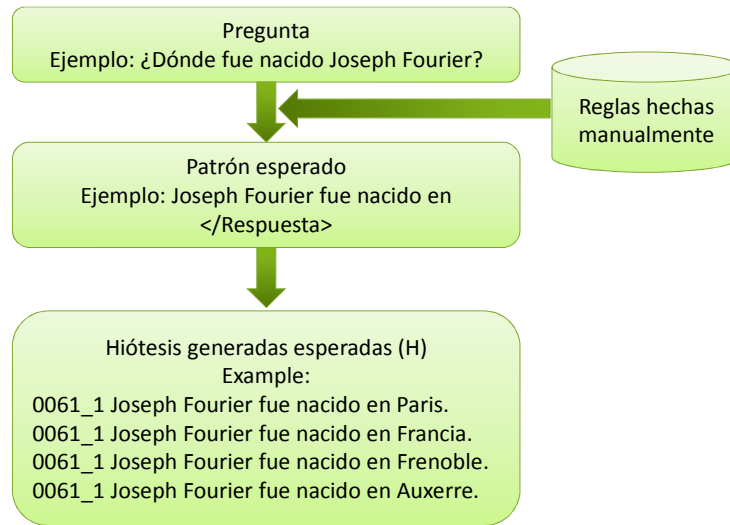 Pregunta
Ejemplo: ¿Dónde fue nacido Joseph Fourier?
Reglas hechas
manualmente
Patrón esperado
Ejemplo: Joseph Fourier fue nacido en
</Respuesta>
Hiótesis generadas esperadas (H)
Example:
0061_1 Joseph Fourier fue nacido en Paris.
0061_1 Joseph Fourier fue nacido en Francia.
0061_1 Joseph Fourier fue nacido en Frenoble.
0061_1 Joseph Fourier fue nacido en Auxerre.